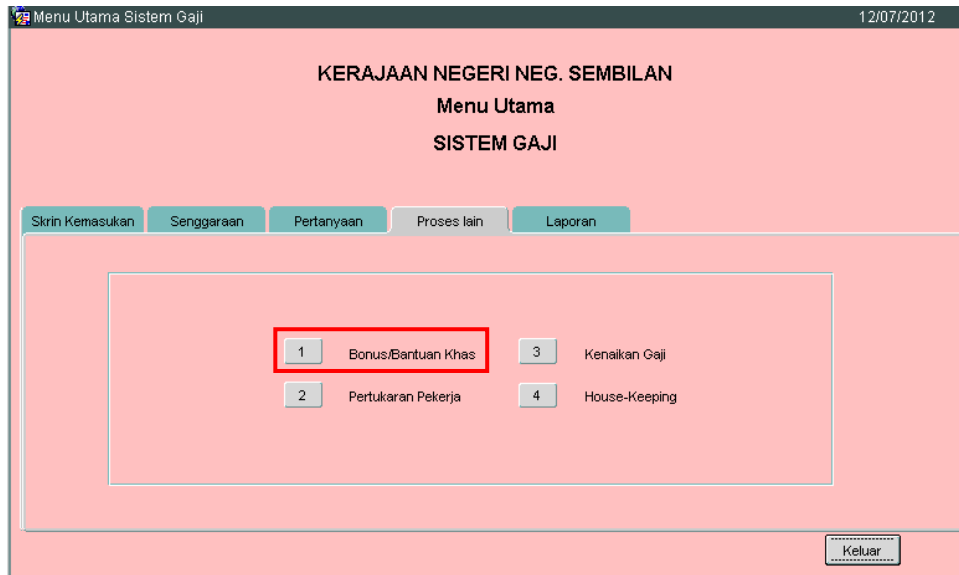 Menu Utama Sistem Gaji 12/07/2012
KERAJAAN NEGERI NEG. SEMBILAN
Menu Utama
SISTEM GAJI
Skrin Kemasukan Senggaraan Pertanyaan Proses lain Laporan
1 Bonus/Bantuan Khas 3 Kenaikan Gaji
2 Pertukaran Pekerja 4 House-Keeping
Keluar